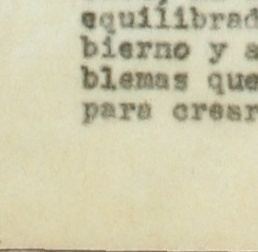 equilibrad
bierno y a
blemas que
para crear